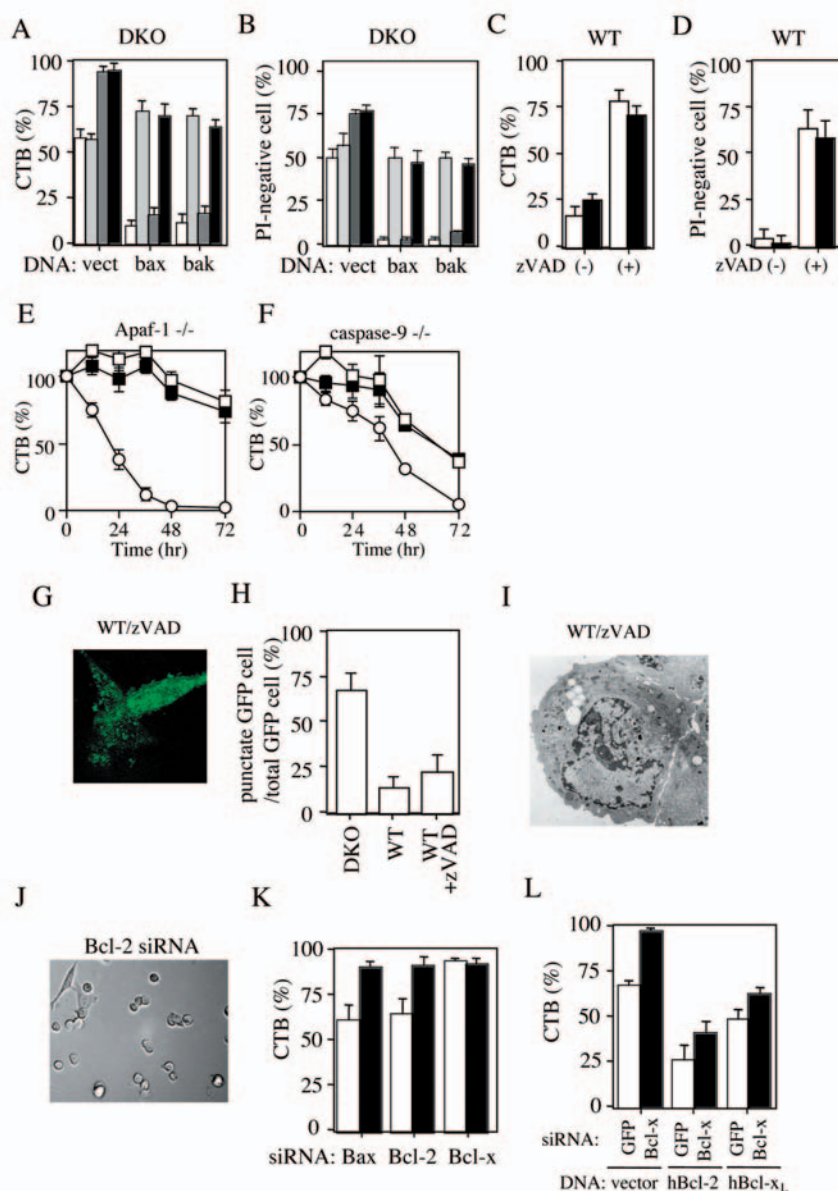 A
DKO
CTB (%)
100
75
50
25
0
DNA: vect bax bak
B
DKO
PI-negative cell (%)
100
75
50
25
0
DNA: vect bax bak
C
WT
CTB (%)
100
75
50
25
0
zVAD (-) (+)
D
WT
PI-negative cell (%)
100
75
50
25
0
zVAD (-) (+)
E
Apaf-1 -/-
CTB (%)
100
50
0
0 24 48 72
Time (hr)
F
caspase-9 -/-
CTB (%)
100
50
0
0 24 48 72
Time (hr)
G
WT/zVAD
H
punctate GFP cell
/total GFP cell (%)
100
75
50
25
0
DKO
WT
WT
+zVAD
I
WT/zVAD
J
Bcl-2 siRNA
K
CTB (%)
100
75
50
25
0
siRNA: Bax Bcl-2 Bcl-x
L
CTB (%)
100
75
50
25
0
siRNA: GFP Bcl-x GFP Bcl-x GFP Bcl-x
DNA: vector hBcl-2 hBcl-xL